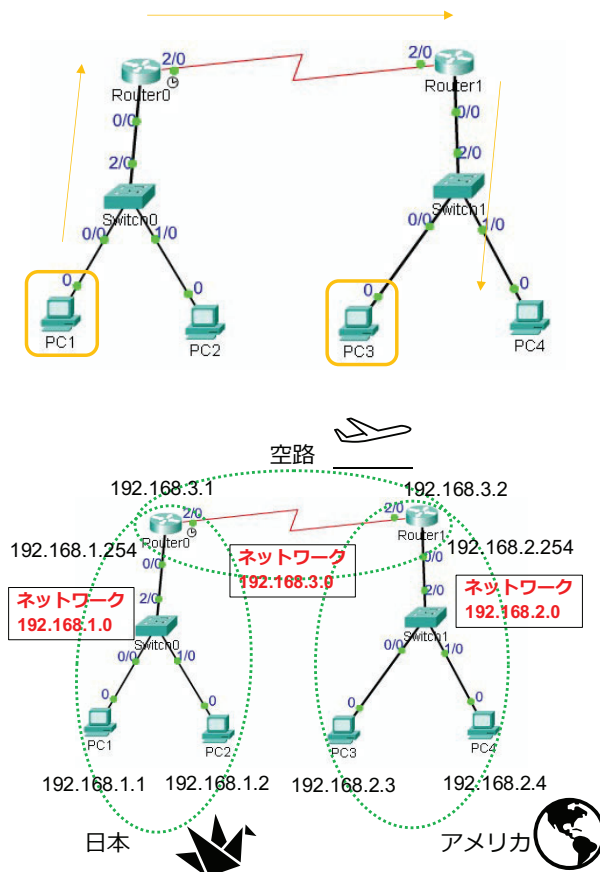 2/0
2/0
Router0
Router1
0/0
0/0
2/0
2/0
Switch0
Switch1
0/0
1/0
0/0
1/0
0
0
0
0
PC1
PC2
PC3
PC4
空路
192.168.3.1
192.168.3.2
2/0
2/0
Router0
Router1
192.168.1.254
192.168.2.254
0/0
0/0
ネットワーク
192.168.3.0
ネットワーク
192.168.1.0
ネットワーク
192.168.2.0
2/0
2/0
Switch0
Switch1
0/0
1/0
0/0
1/0
0
0
0
0
PC1
PC2
PC3
PC4
192.168.1.1
192.168.1.2
192.168.2.3
192.168.2.4
日本
アメリカ